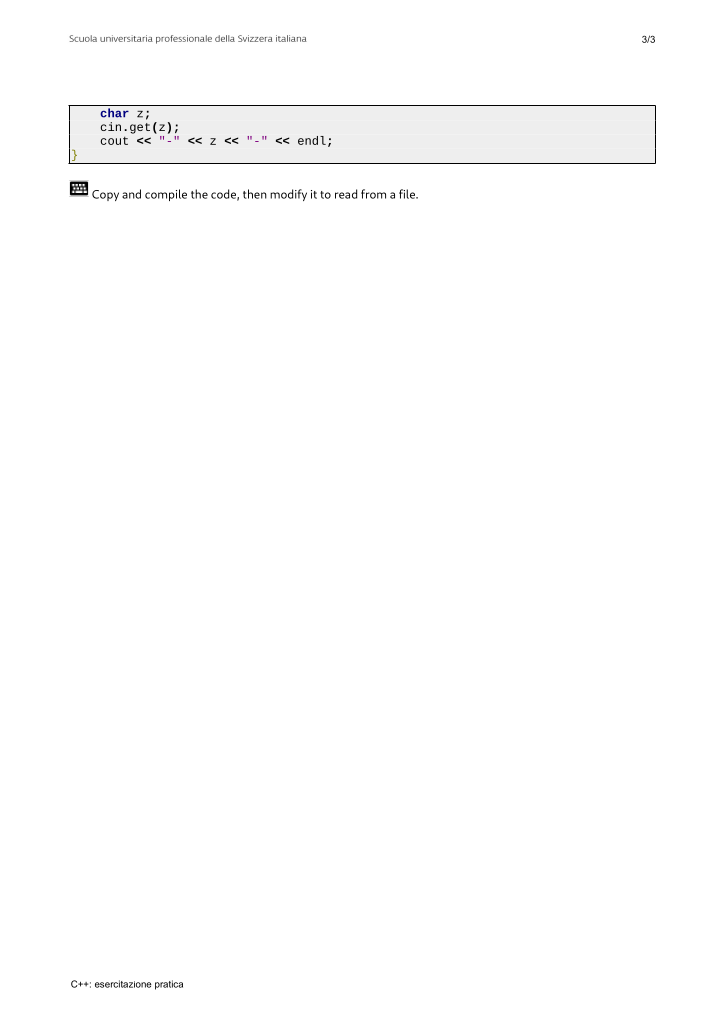 Scuola universitaria professionale della Svizzera italiana 3/3
char z;
cin.get(z);
cout << "-" << z << "-" << endl;
}
Copy and compile the code, then modify it to read from a file.
C++: esercitazione pratica